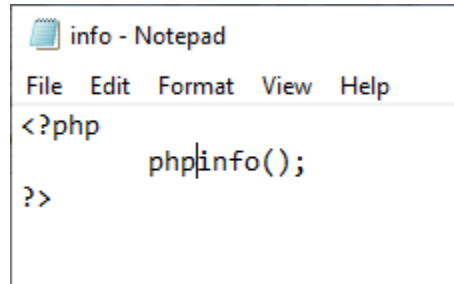 info - Notepad
File Edit Format View Help
<?php
phpinfo();
?>